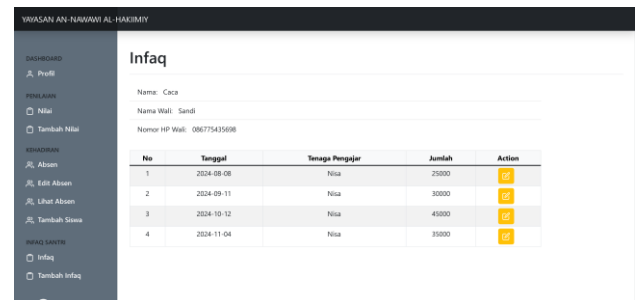 YAYASAN AN-NAWAWI AL-HAKIIMIY
DASHBOARD
Profil
PENILAIAN
Nilai
Tambah Nilai
KEHADIRAN
Absen
Edit Absen
Lihat Absen
Tambah Siswa
INFAQ SANTRI
Infaq
Tambah Infaq
Infaq
Nama: Caca
Nama Wali: Sandi
Nomor HP Wali: 086775435698
No Tanggal Tenaga Pengajar Jumlah Action
1 2024-08-08 Nisa 25000
2 2024-09-11 Nisa 30000
3 2024-10-12 Nisa 45000
4 2024-11-04 Nisa 35000